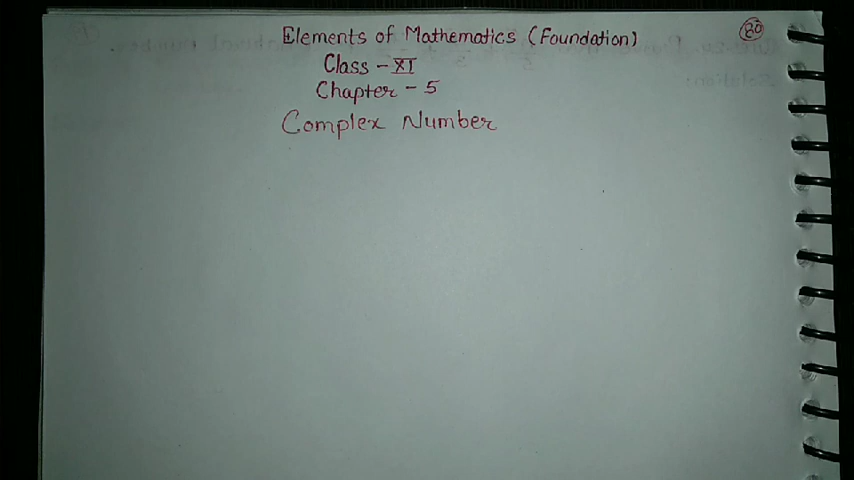 Elements of Mathematics (Foundation)
80
Class - XI
Chapter - 5
Complex Number